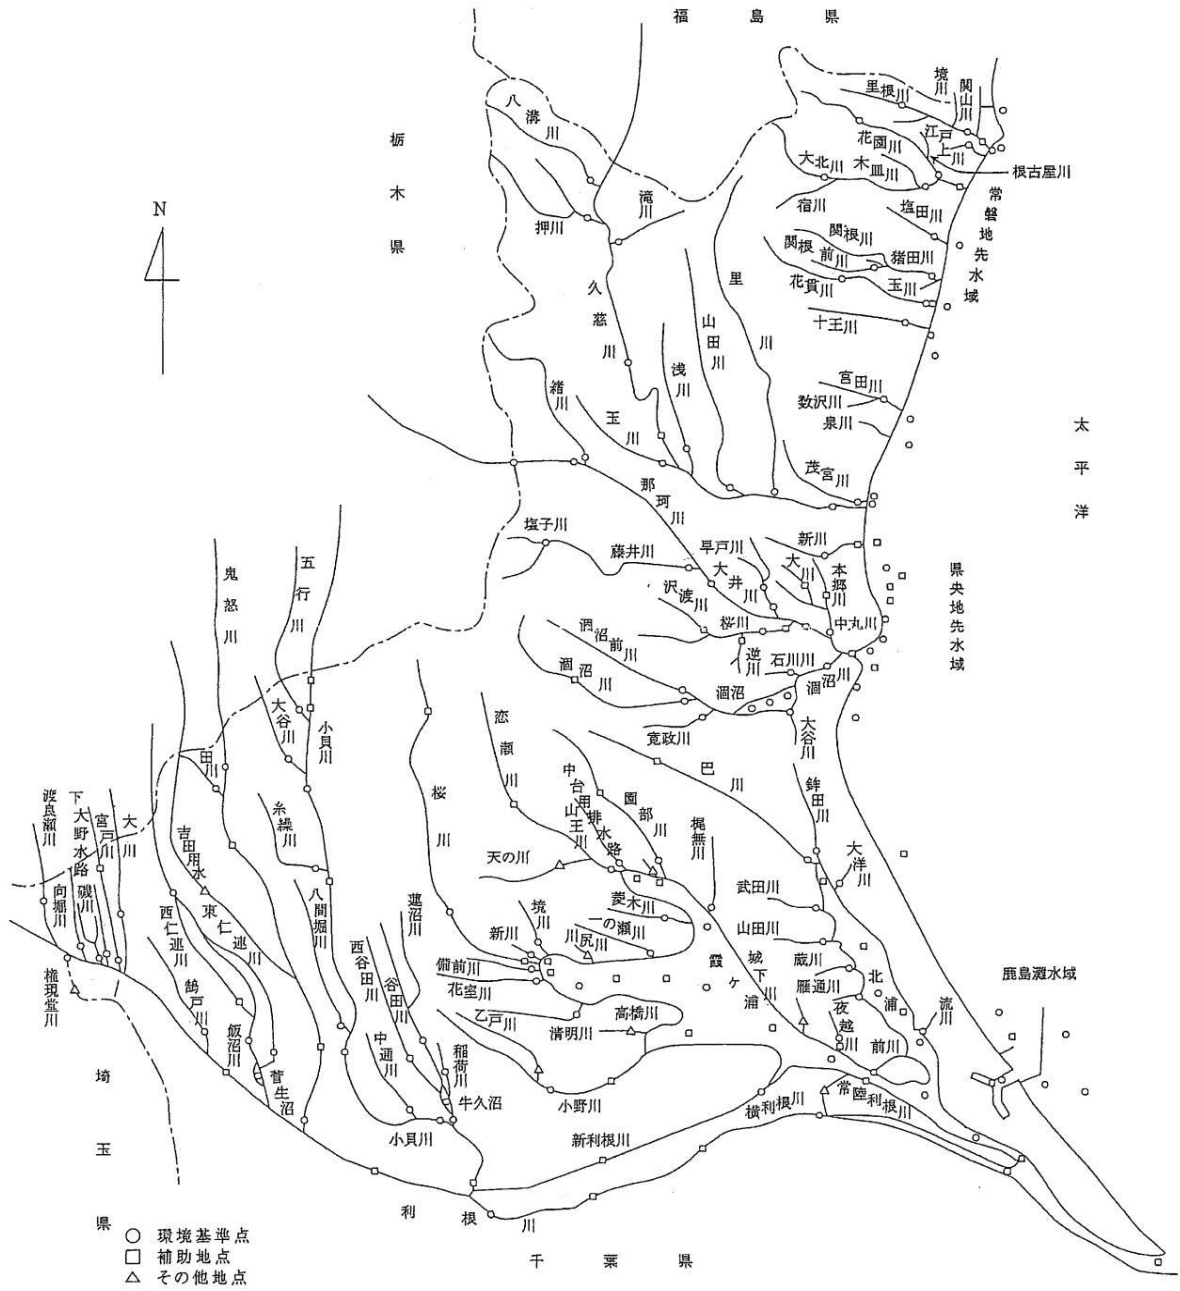 福島県
栃木県
N
八溝川
押川
滝川
久慈川
里川
山田川
浅川
緒川
玉川
里根川
境川
関山川
江戸上川
花園川
木皿川
大北川
宿川
根古屋川
塩田川
常磐地先水域
関根川
関根前川
猪田川
花貫川
玉川
十王川
宮田川
数沢川
泉川
茂宮川
太平洋
那珂川
塩子川
藤井川
早戸川
大井川
大川
新川
本郷川
沢渡川
桜川
逆川
中丸川
県央地先水域
涸沼前川
涸沼川
涸沼
石川川
涸沼川
大谷川
寛政川
鬼怒川
五行川
大谷川
小貝川
田川
糸繰川
吉田用水
東仁連川
西仁連川
八間堀川
鵠戸川
飯沼川
菅生沼
渡良瀬川
下大野水路
宮戸川
大川
向堀川
磯川
権現堂川
桜川
恋瀬川
中台用排水路
山王川
園部川
天の川
梶無川
巴川
鉾田川
大洋川
菱木川
一の瀬川
川尻川
境川
新川
備前川
花室川
蓮沼川
西谷田川
谷田川
中通川
稲荷川
牛久沼
乙戸川
清明川
高橋川
小野川
霞ヶ浦
城下川
武田川
山田川
蔵川
雁通川
夜越川
北浦
前川
流川
鹿島灘水域
小貝川
新利根川
横利根川
常陸利根川
利根川
埼玉県
千葉県
○ 環境基準点
□ 補助地点
△ その他地点